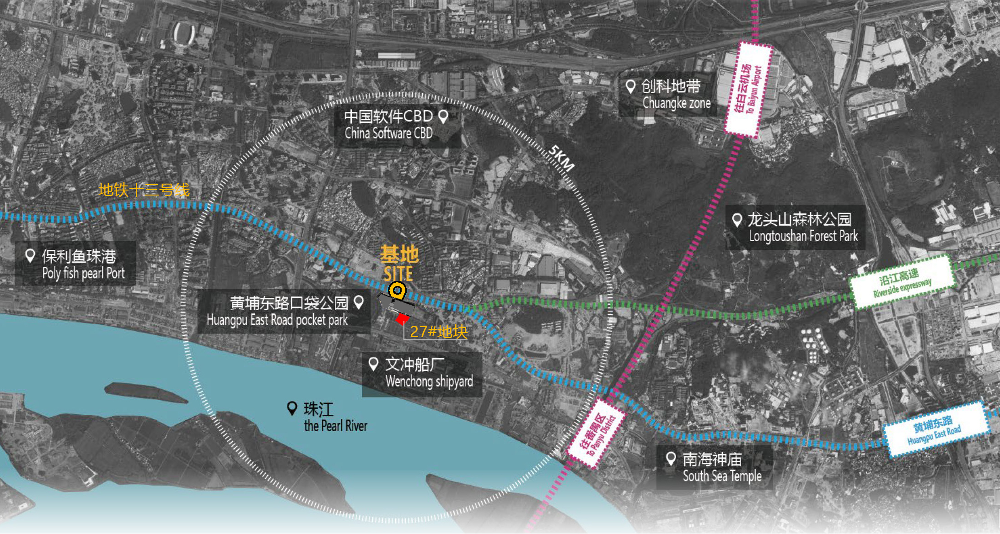 往白云机场
To Baiyun Airport
创科地带
Chuangke zone
中国软件CBD
China Software CBD
5KM
地铁十三号线
龙头山森林公园
Longtoushan Forest Park
保利鱼珠港
Poly fish pearl Port
基地
SITE
沿江高速
Riverside expressway
黄埔东路口袋公园
Huangpu East Road pocket park
27#地块
文冲船厂
Wenchong shipyard
珠江
the Pearl River
往番禺区
To Panyu District
黄埔东路
Huangpu East Road
南海神庙
South Sea Temple